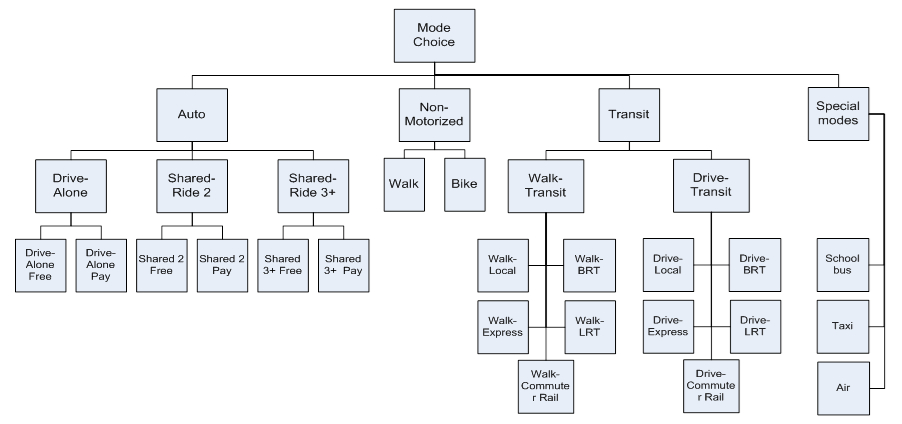 Mode
Choice
Auto
Non-
Motorized
Transit
Special
modes
Drive-
Alone
Shared-
Ride 2
Shared-
Ride 3+
Walk
Bike
Walk-
Transit
Drive-
Transit
Drive-
Alone
Free
Drive-
Alone
Pay
Shared 2
Free
Shared 2
Pay
Shared
3+ Free
Shared
3+ Pay
Walk-
Local
Walk-
BRT
Drive-
Local
Drive-
BRT
School
bus
Walk-
Express
Walk-
LRT
Drive-
Express
Drive-
LRT
Taxi
Walk-
Commute
r Rail
Drive-
Commute
r Rail
Air